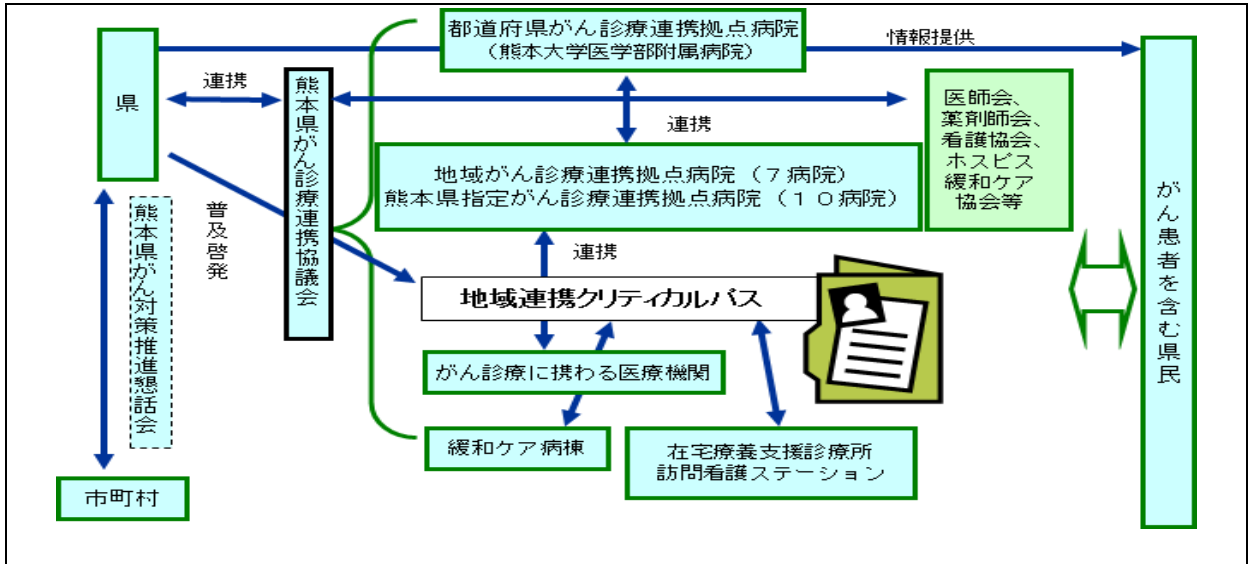 都道府県がん診療連携拠点病院
(熊本大学医学部附属病院)
情報提供
県
連携
熊本県がん診療連携協議会
医師会、
薬剤師会、
看護協会、
ホスピス
緩和ケア
協会等
連携
地域がん診療連携拠点病院(7病院)
熊本県指定がん診療連携拠点病院(10病院)
がん患者を含む県民
普及啓発
熊本県がん対策推進懇話会
連携
地域連携クリティカルパス
がん診療に携わる医療機関
緩和ケア病棟
在宅療養支援診療所
訪問看護ステーション
市町村